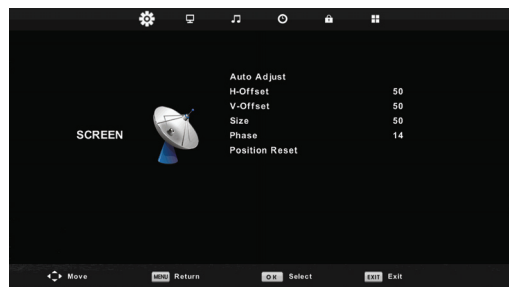 Auto Adjust
H-Offset 50
V-Offset 50
Size 50
SCREEN
Phase 14
Position Reset
Move MENU Return OK Select EXIT Exit